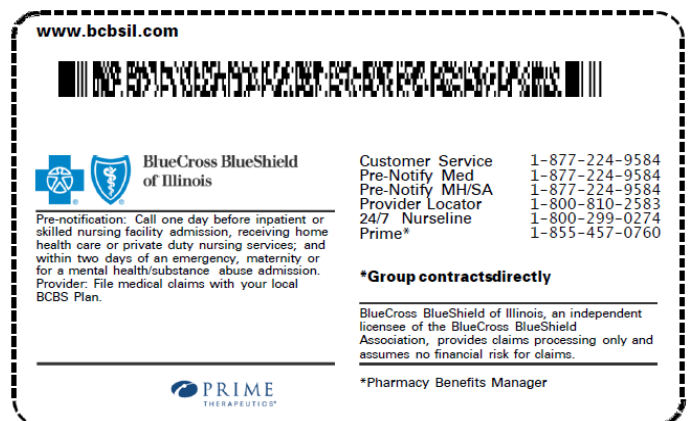 www.bcbsil.com
BlueCross BlueShield
of Illinois
Pre-notification: Call one day before inpatient or
skilled nursing facility admission, receiving home
health care or private duty nursing services; and
within two days of an emergency, maternity or
for a mental health/substance abuse admission.
Provider: File medical claims with your local
BCBS Plan.
PRIME
THERAPEUTICS®
Customer Service 1-877-224-9584
Pre-Notify Med 1-877-224-9584
Pre-Notify MH/SA 1-877-224-9584
Provider Locator 1-800-810-2583
24/7 Nurseline 1-800-299-0274
Prime* 1-855-457-0760
*Group contractsdirectly
BlueCross BlueShield of Illinois, an independent
licensee of the BlueCross BlueShield
Association, provides claims processing only and
assumes no financial risk for claims.
*Pharmacy Benefits Manager